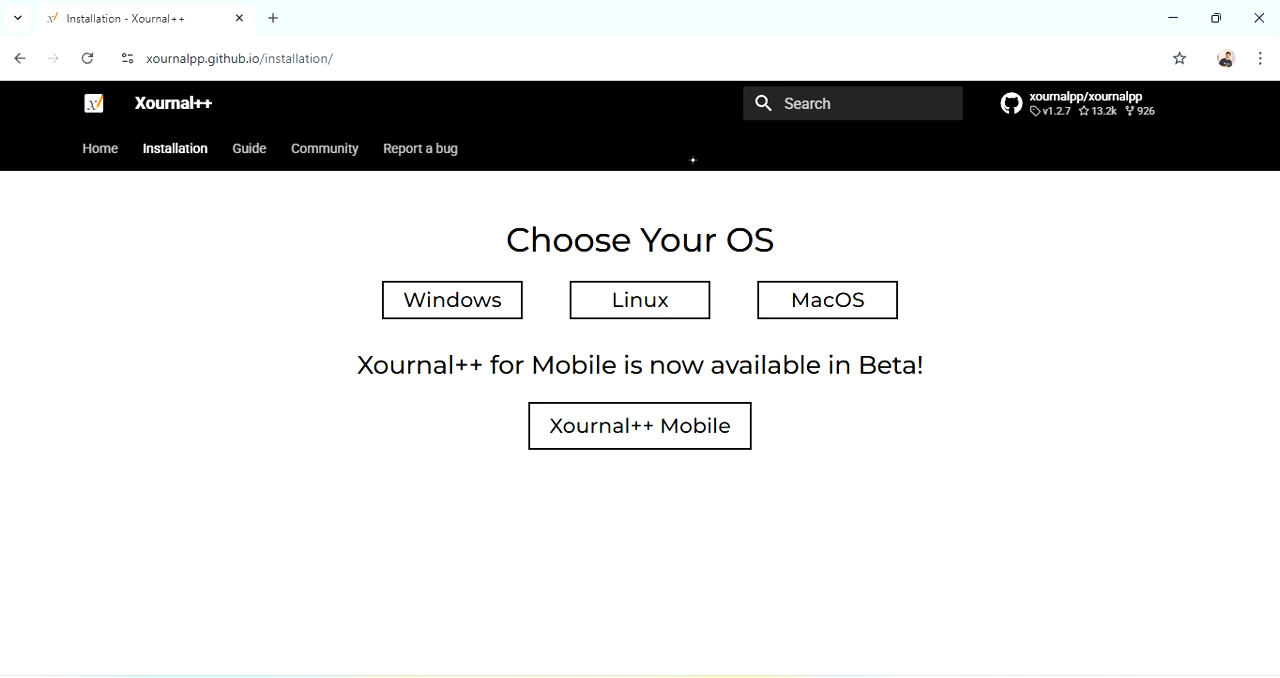 Installation - Xournal++
xournalpp.github.io/installation/
Xournal++
Search
xournalpp/xournalpp
v1.2.7 13.2k 926
Home Installation Guide Community Report a bug
Choose Your OS
Windows Linux MacOS
Xournal++ for Mobile is now available in Beta!
Xournal++ Mobile